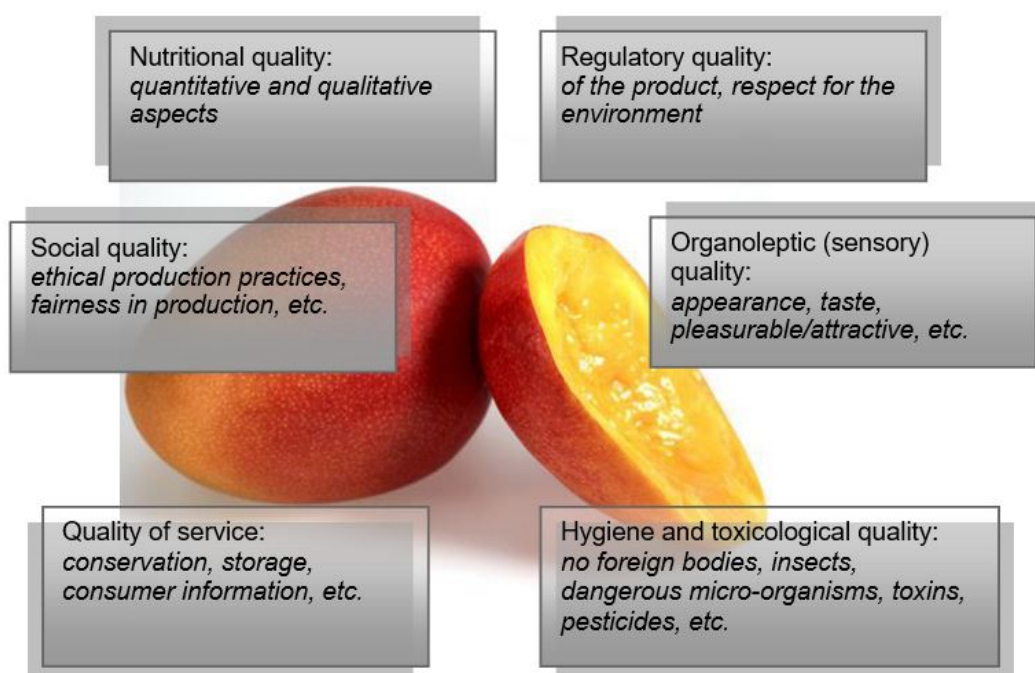 Nutritional quality:
quantitative and qualitative
aspects
Regulatory quality:
of the product, respect for the
environment
Social quality:
ethical production practices,
fairness in production, etc.
Organoleptic (sensory)
quality:
appearance, taste,
pleasurable/attractive, etc.
Quality of service:
conservation, storage,
consumer information, etc.
Hygiene and toxicological quality:
no foreign bodies, insects,
dangerous micro-organisms, toxins,
pesticides, etc.